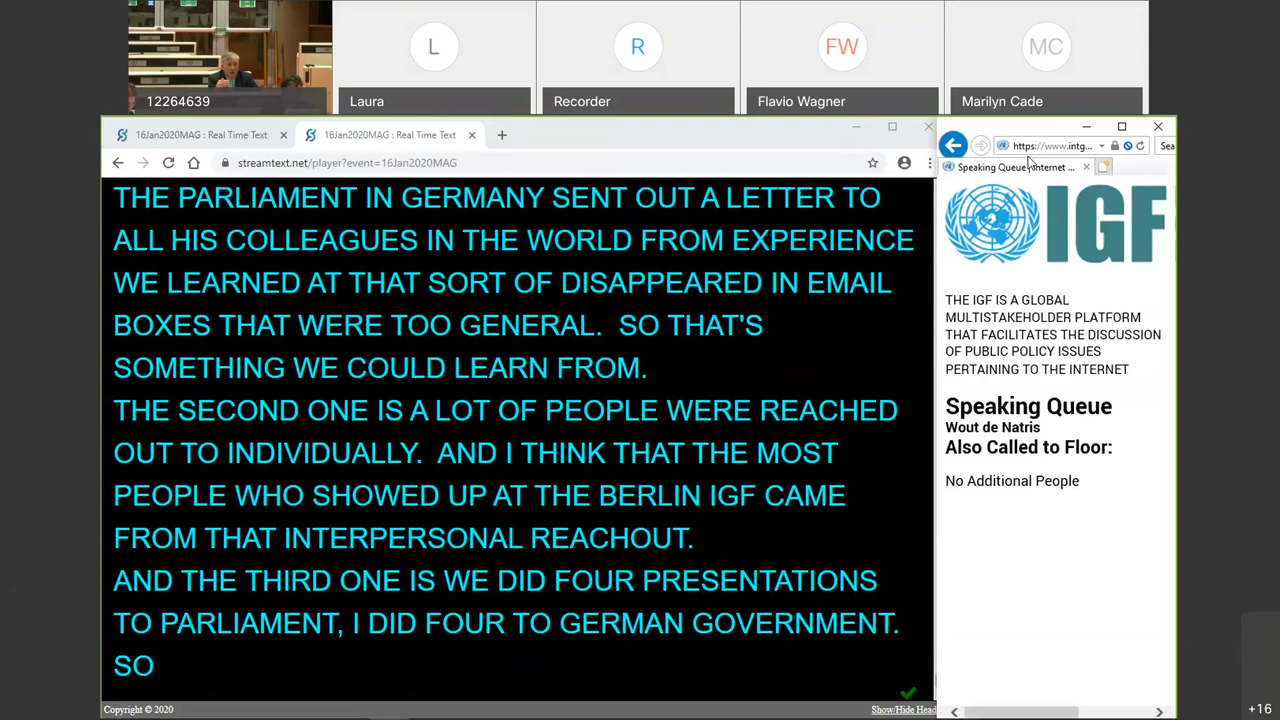 L
R
FW
MC
12264639
Laura
Recorder
Flavio Wagner
Marilyn Cade
16Jan2020MAG : Real Time Text
16Jan2020MAG : Real Time Text
streamtext.net/player?event=16Jan2020MAG
THE PARLIAMENT IN GERMANY SENT OUT A LETTER TO
ALL HIS COLLEAGUES IN THE WORLD FROM EXPERIENCE
WE LEARNED AT THAT SORT OF DISAPPEARED IN EMAIL
BOXES THAT WERE TOO GENERAL.  SO THAT'S
SOMETHING WE COULD LEARN FROM.
THE SECOND ONE IS A LOT OF PEOPLE WERE REACHED
OUT TO INDIVIDUALLY.  AND I THINK THAT THE MOST
PEOPLE WHO SHOWED UP AT THE BERLIN IGF CAME
FROM THAT INTERPERSONAL REACHOUT.
AND THE THIRD ONE IS WE DID FOUR PRESENTATIONS
TO PARLIAMENT, I DID FOUR TO GERMAN GOVERNMENT.
SO
Copyright © 2020
Show/Hide Head
https://www.intg...
Sea
Speaking Queue Internet ...
IGF
THE IGF IS A GLOBAL
MULTISTAKEHOLDER PLATFORM
THAT FACILITATES THE DISCUSSION
OF PUBLIC POLICY ISSUES
PERTAINING TO THE INTERNET
Speaking Queue
Wout de Natris
Also Called to Floor:
No Additional People
+16